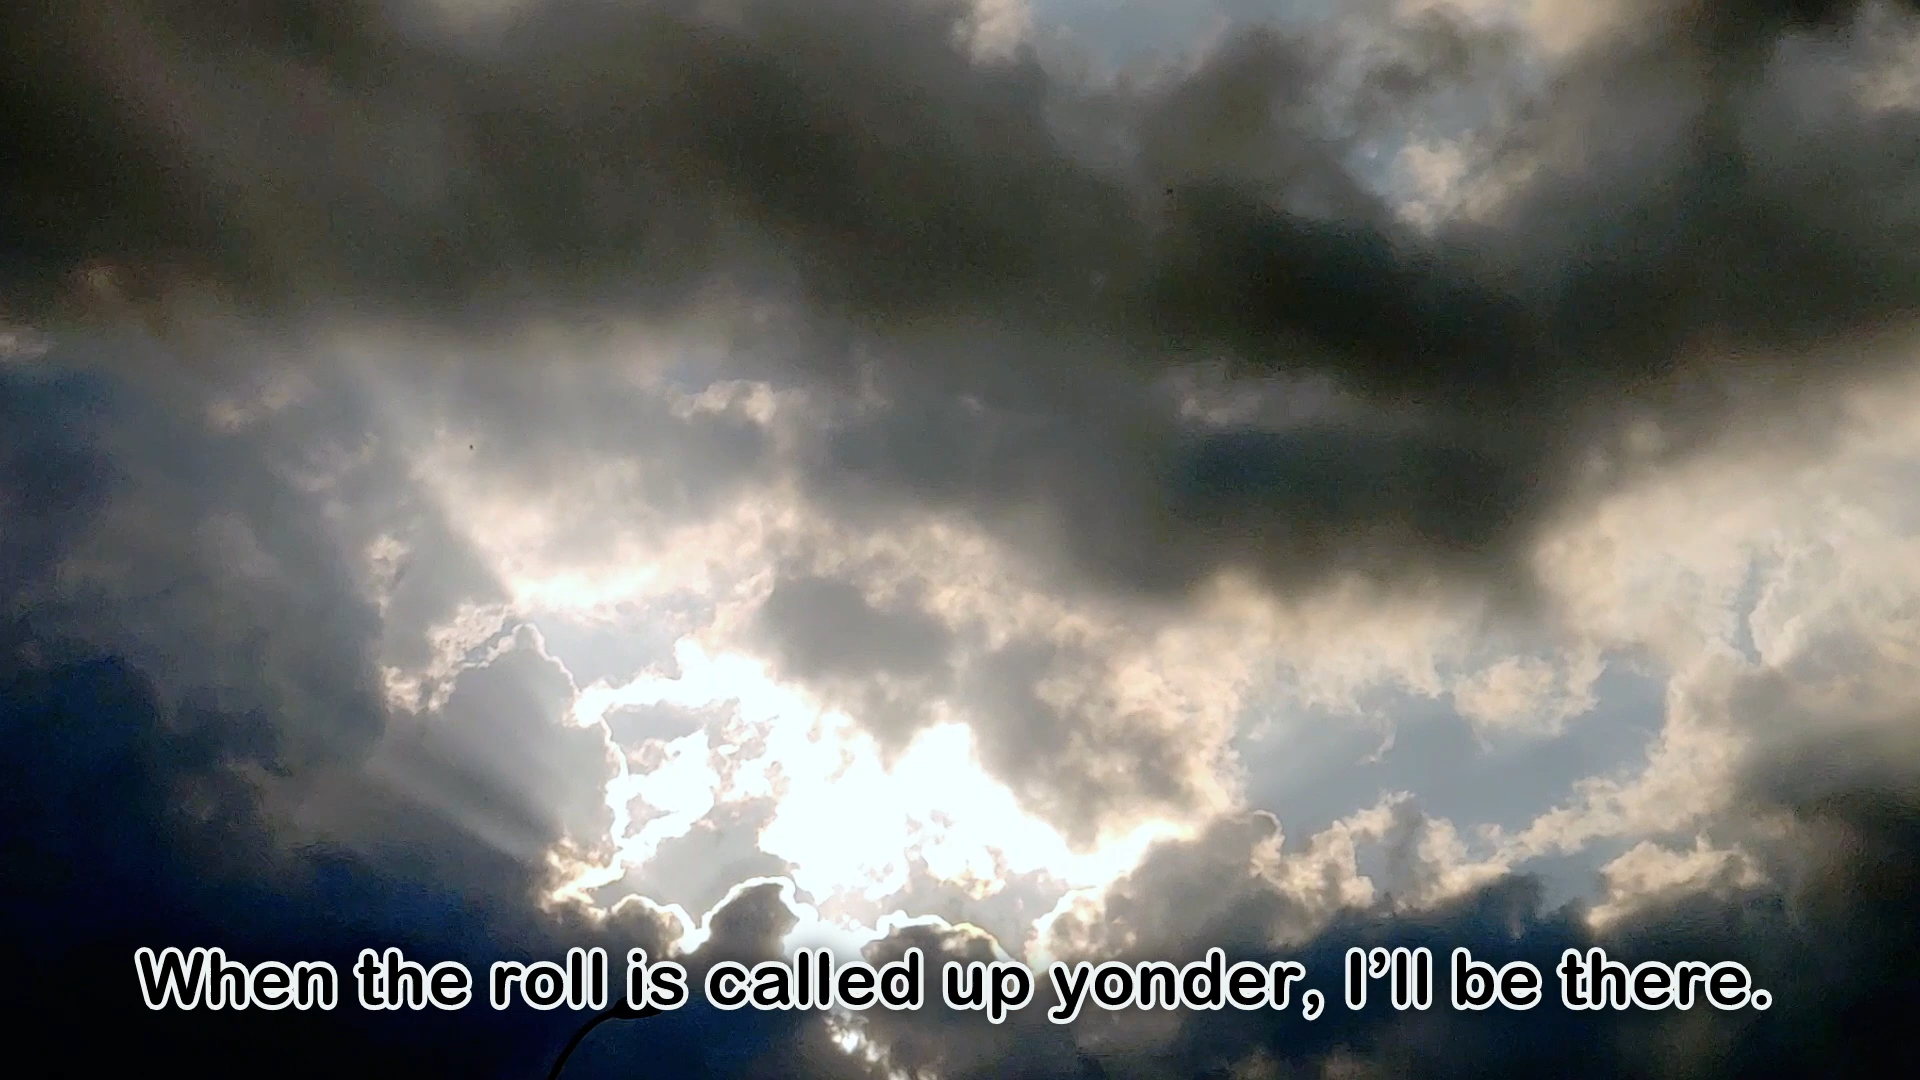 When the roll is called up yonder, I’ll be there.